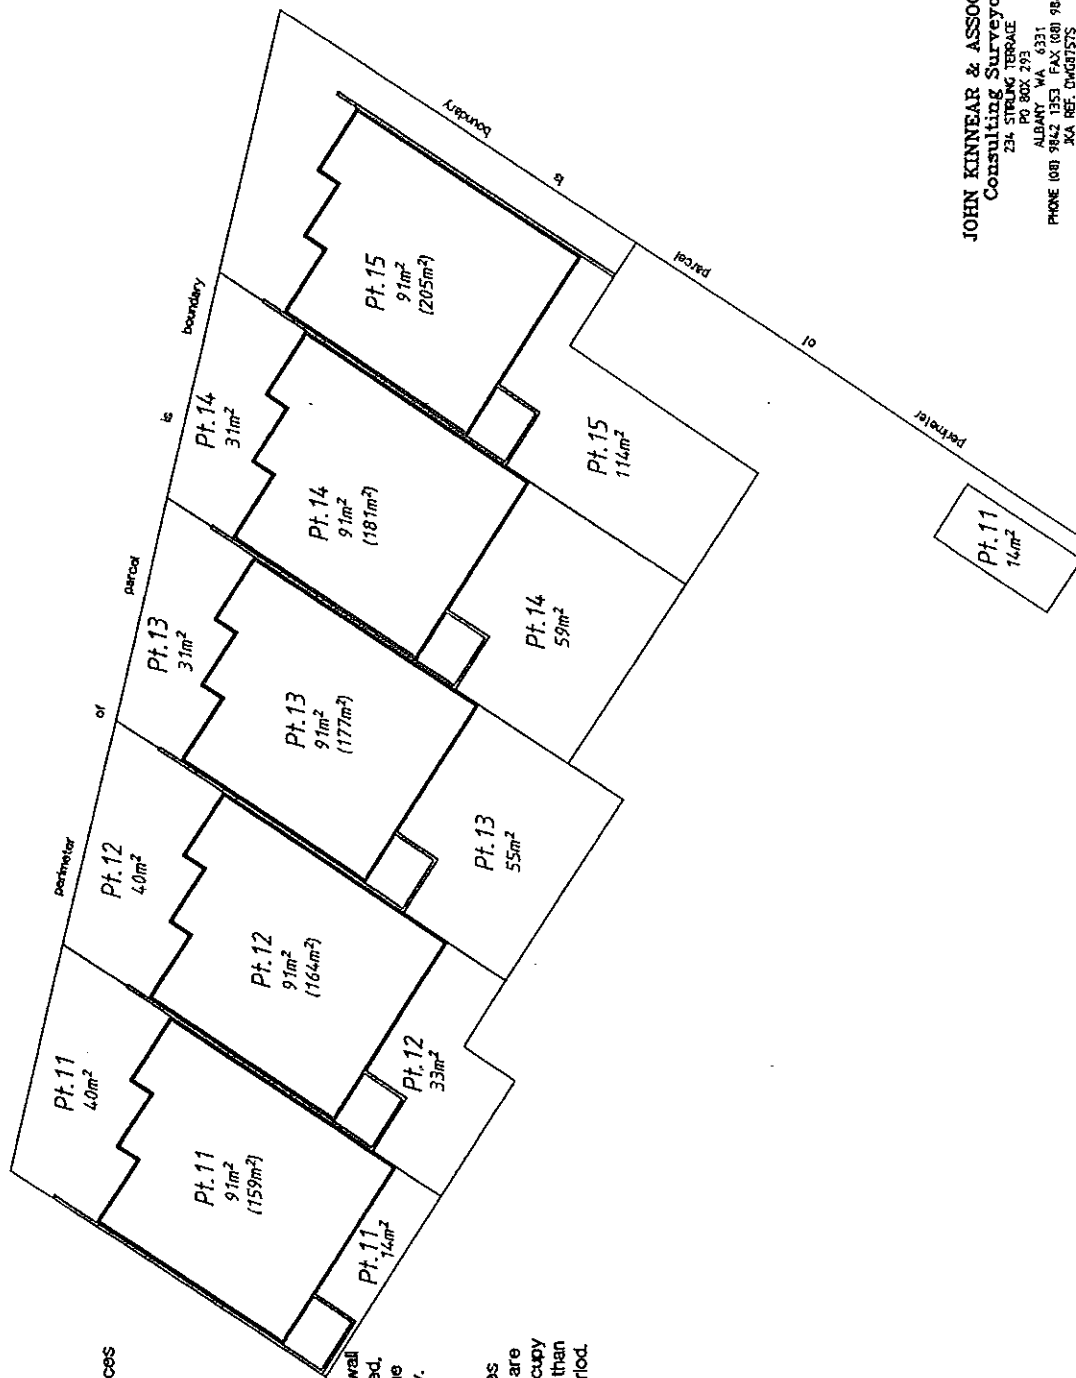 JOHN KINNEAR & ASSOC
Consulting Surveyo
234 STIRLING TERRACE
PO BOX 293
ALBANY WA 6331
PHONE (08) 9842 1353 FAX (08) 98
JKA REF. DWG8757S
perimeter
of
parcel
is
boundary
perimeter
of
parcel
is
boundary
Pt.11
40m²
Pt.12
40m²
Pt.13
31m²
Pt.14
31m²
Pt.11
91m²
(159m²)
Pt.12
91m²
(164m²)
Pt.13
91m²
(177m²)
Pt.14
91m²
(181m²)
Pt.15
91m²
(205m²)
Pt.11
14m²
Pt.12
33m²
Pt.13
55m²
Pt.14
59m²
Pt.15
114m²
Pt.11
14m²
ces
wall
ed,
es
are
cupy
than
riod.